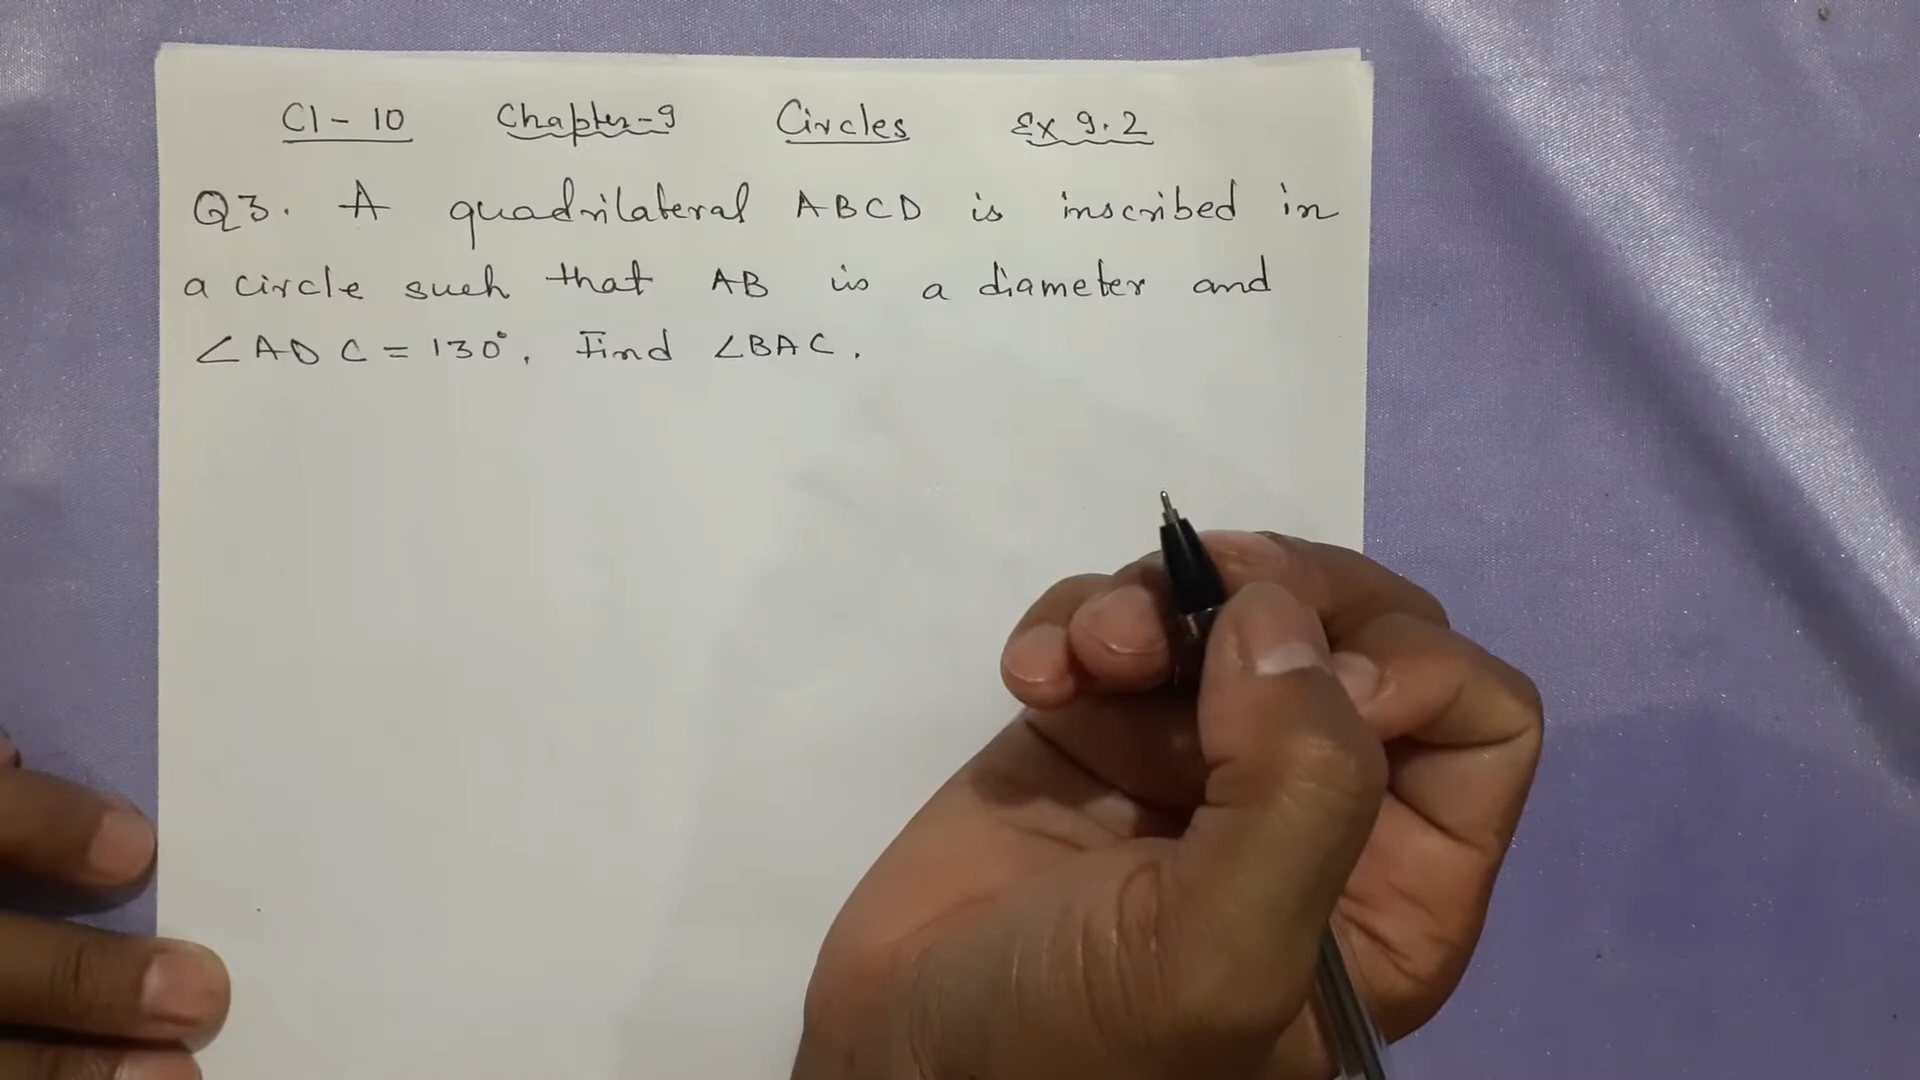 Cl - 10 Chapter-9 Circles Ex 9.2
Q3. A quadrilateral ABCD is inscribed in
a circle such that AB is a diameter and
∠ADC = 130°. Find ∠BAC.